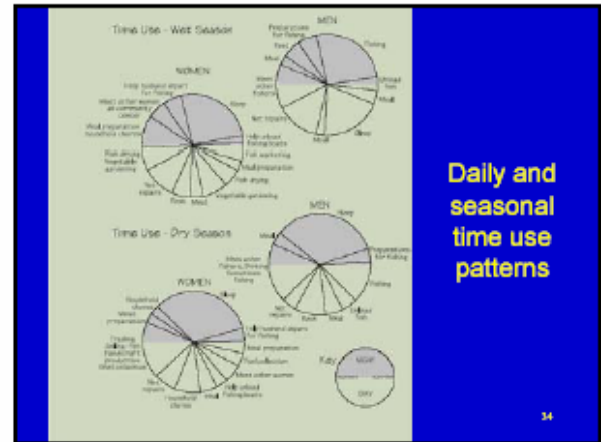 Time Use - Wet Season
MEN
Preparations
for fishing
Fishing
Rest
Meal
Meet
other
fishers
Unload
fish
Meal
Net repairs
Sleep
Meal
WOMEN
Help husband depart
for fishing
Meet other women
at community
center
Meal preparation
household chores
Sleep
Help unload
fishing boats
Fish marketing
Meal preparation
Fish drying
Vegetable gardening
Meal
Rest
Net
repairs
Fish drying
Vegetable
gardening
Time Use - Dry Season
MEN
Sleep
Meal
Preparations
for fishing
Fishing
Unload
fish
Meal
Rest
Net
repairs
WOMEN
Sleep
Household
chores
Meal
preparation
Help husband depart
for fishing
Meal preparation
Meet other women
Help unload
fishing boats
Meal
Household
chores
Net
repairs
Key
NIGHT
DAY
Daily and
seasonal
time use
patterns
34